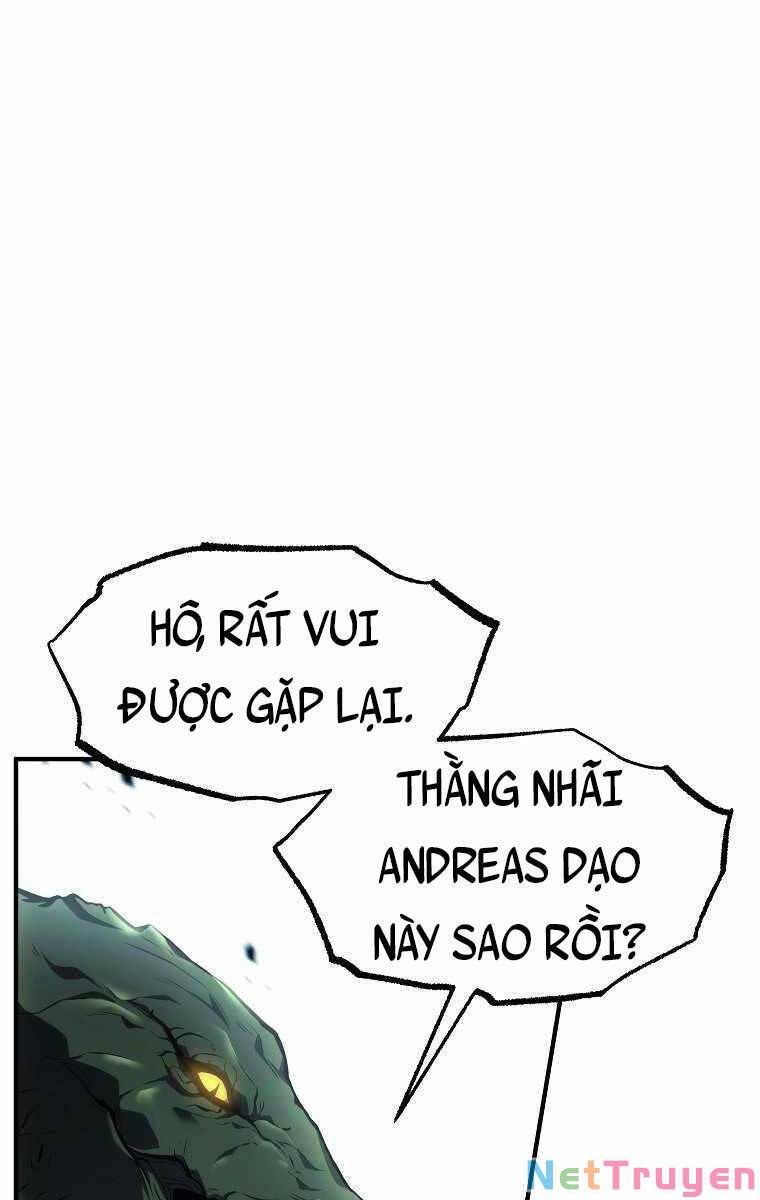 HÔ, RẤT VUI
ĐƯỢC GẶP LẠI.
THẰNG NHÃI
ANDREAS DẠO
NÀY SAO RỒI?
NetTruyen